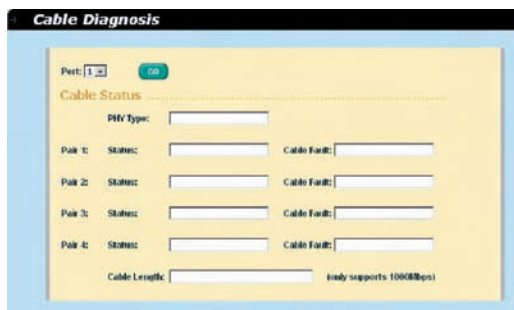 Cable Diagnosis
Port: 1 GO
Cable Status
PHY Type:
Pair 1: Status: Cable Fault:
Pair 2: Status: Cable Fault:
Pair 3: Status: Cable Fault:
Pair 4: Status: Cable Fault:
Cable Length: (only supports 1000Mbps)